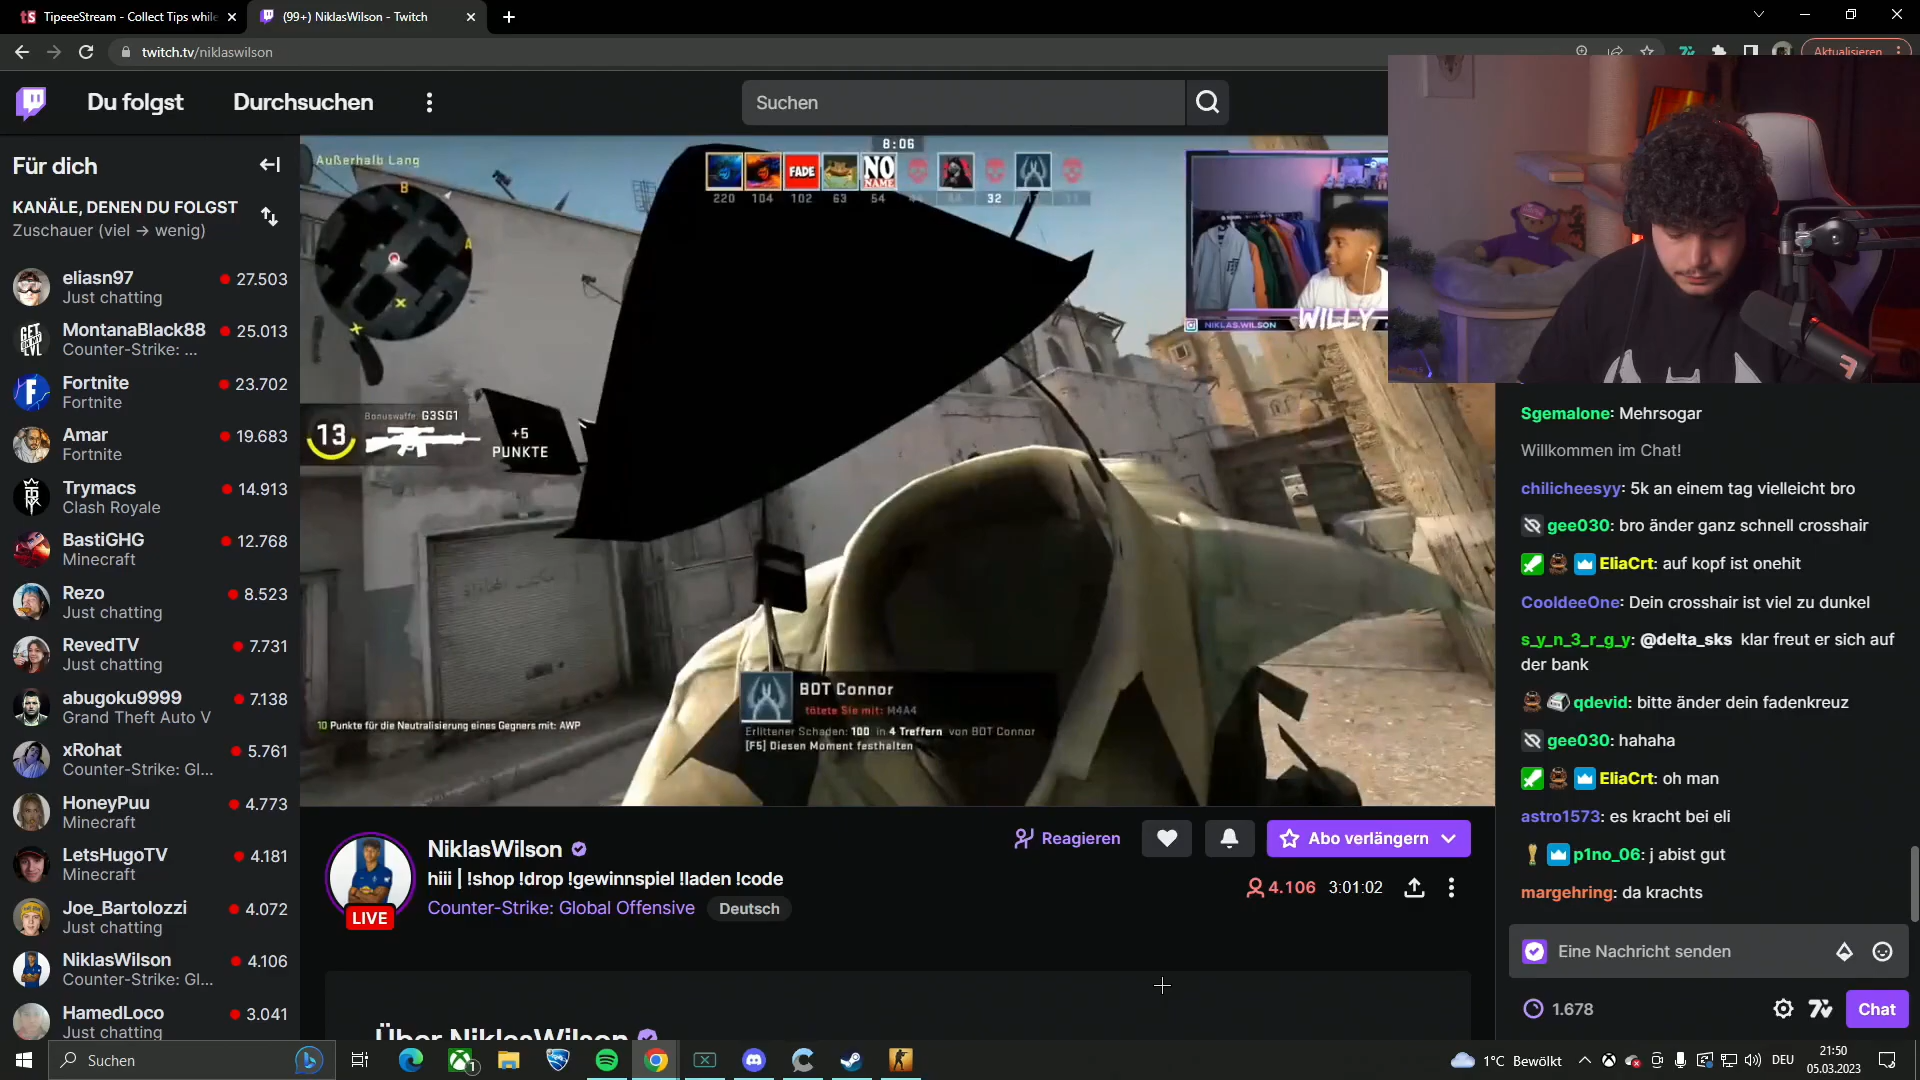 TipeeeStream - Collect Tips while
(99+) NiklasWilson - Twitch
twitch.tv/niklaswilson
Aktualisieren
Du folgst
Durchsuchen
Suchen
Für dich
KANÄLE, DENEN DU FOLGST
Zuschauer (viel → wenig)
eliasn97
27.503
Just chatting
MontanaBlack88
25.013
Counter-Strike: ...
Fortnite
23.702
Fortnite
Amar
19.683
Fortnite
Trymacs
14.913
Clash Royale
BastiGHG
12.768
Minecraft
Rezo
8.523
Just chatting
RevedTV
7.731
Just chatting
abugoku9999
7.138
Grand Theft Auto V
xRohat
5.761
Counter-Strike: Gl...
HoneyPuu
4.773
Minecraft
LetsHugoTV
4.181
Minecraft
Joe_Bartolozzi
4.072
Just chatting
NiklasWilson
4.106
Counter-Strike: Gl...
HamedLoco
3.041
Just chatting
Außerhalb Lang
B
A
8:06
FADE
NO NAME
220 104 102 63 54
32
NIKLAS.WILSON
WILLY
13
Bonuswaffe: G3SG1
+5
PUNKTE
BOT Connor
tötete Sie mit: M4A4
Erlittener Schaden: 100 in 4 Treffern von BOT Connor
[F5] Diesen Moment festhalten
10 Punkte für die Neutralisierung eines Gegners mit: AWP
LIVE
NiklasWilson
hiii | !shop !drop !gewinnspiel !laden !code
Counter-Strike: Global Offensive
Deutsch
Reagieren
Abo verlängern
4.106
3:01:02
Über NiklasWilson
Sgemalone: Mehrsogar
Willkommen im Chat!
chilicheesyy: 5k an einem tag vielleicht bro
gee030: bro änder ganz schnell crosshair
EliaCrt: auf kopf ist onehit
CooldeeOne: Dein crosshair ist viel zu dunkel
s_y_n_3_r_g_y: @delta_sks klar freut er sich auf
der bank
qdevid: bitte änder dein fadenkreuz
gee030: hahaha
EliaCrt: oh man
astro1573: es kracht bei eli
p1no_06: j abist gut
margehring: da krachts
Eine Nachricht senden
1.678
Chat
Suchen
1°C Bewölkt
DEU
21:50
05.03.2023